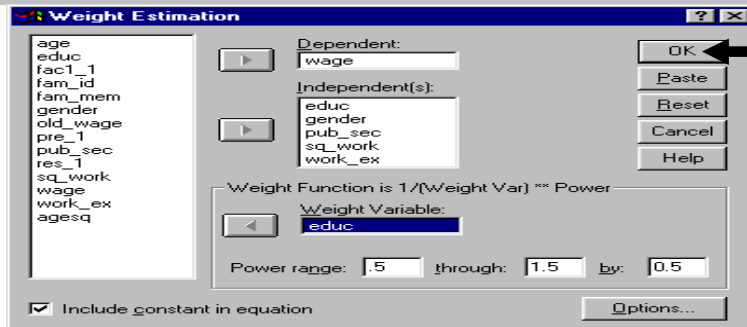 Weight Estimation
age
educ
fac1_1
fam_id
fam_mem
gender
old_wage
pre_1
pub_sec
res_1
sq_work
wage
work_ex
agesq
Dependent:
wage
Independent(s):
educ
gender
pub_sec
sq_work
work_ex
OK
Paste
Reset
Cancel
Help
Weight Function is 1/(Weight Var) ** Power
Weight Variable:
educ
Power range: .5 through: 1.5 by: 0.5
Include constant in equation
Options...